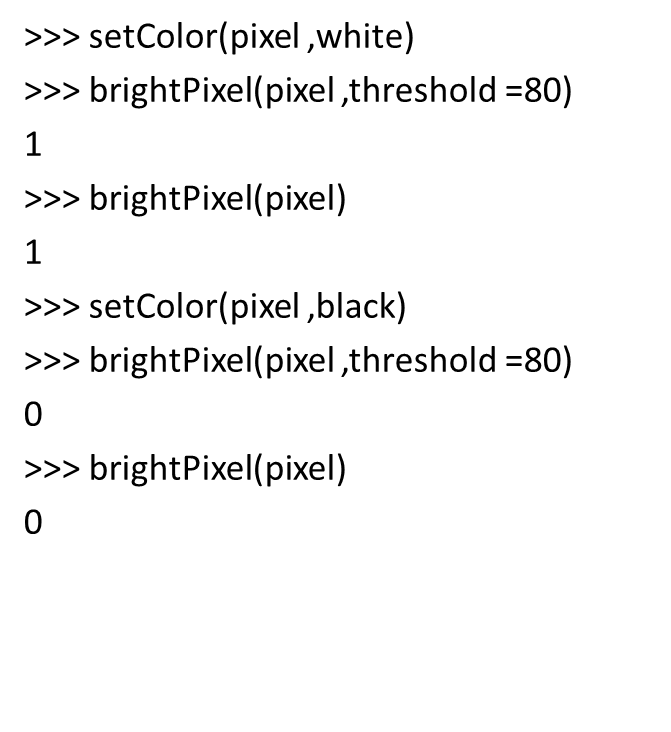 >>> setColor(pixel ,white)
>>> brightPixel(pixel ,threshold =80)
1
>>> brightPixel(pixel)
1
>>> setColor(pixel ,black)
>>> brightPixel(pixel ,threshold =80)
0
>>> brightPixel(pixel)
0